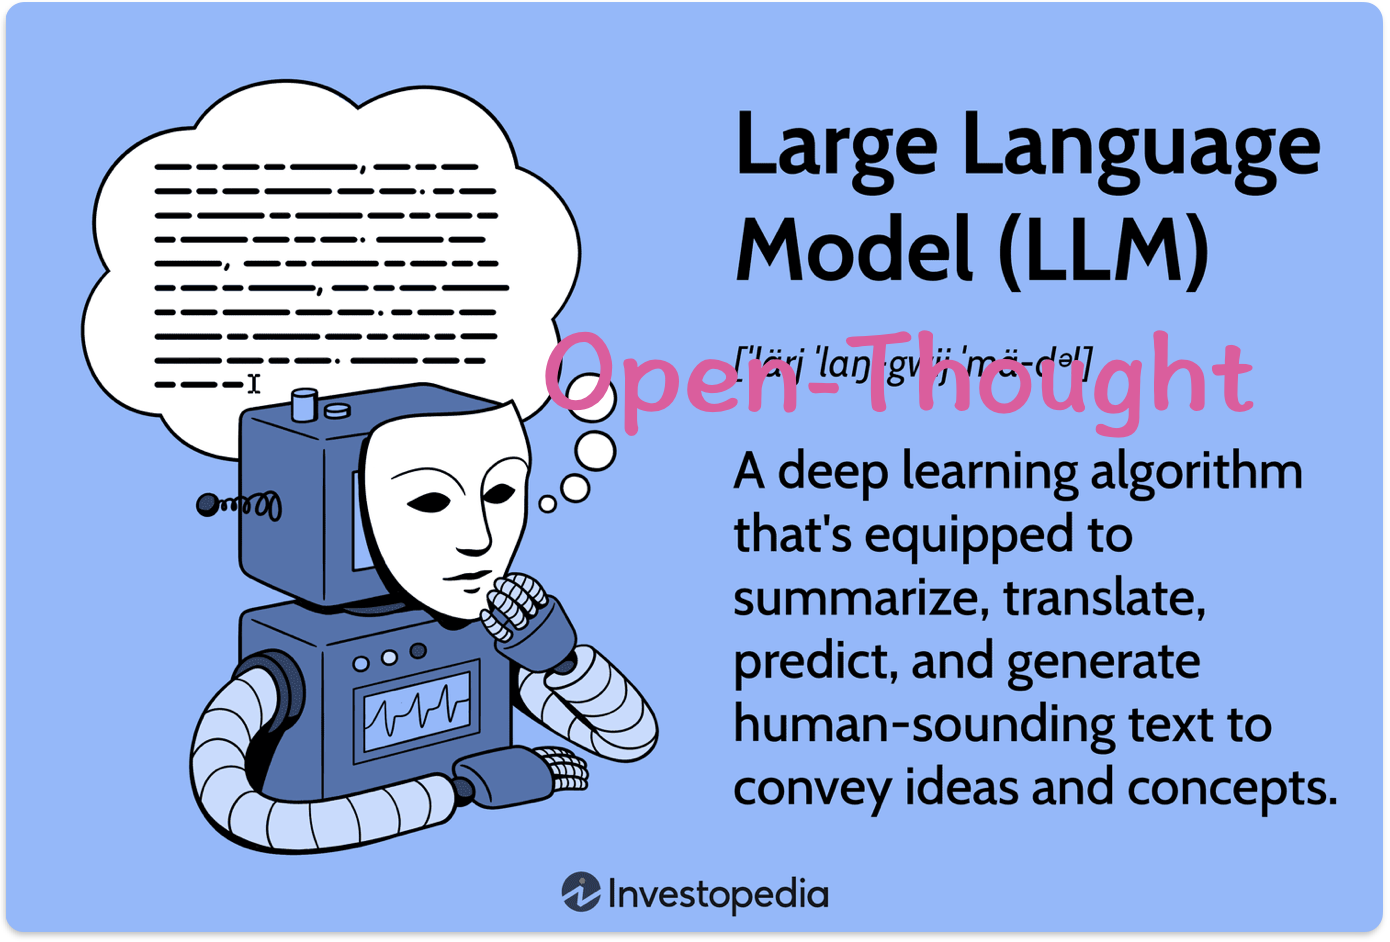 Large Language
Model (LLM)
[ˈlärj ˈlaŋ-gwij ˈmä-dᵊl]
Open-Thought
A deep learning algorithm
that's equipped to
summarize, translate,
predict, and generate
human-sounding text to
convey ideas and concepts.
Investopedia